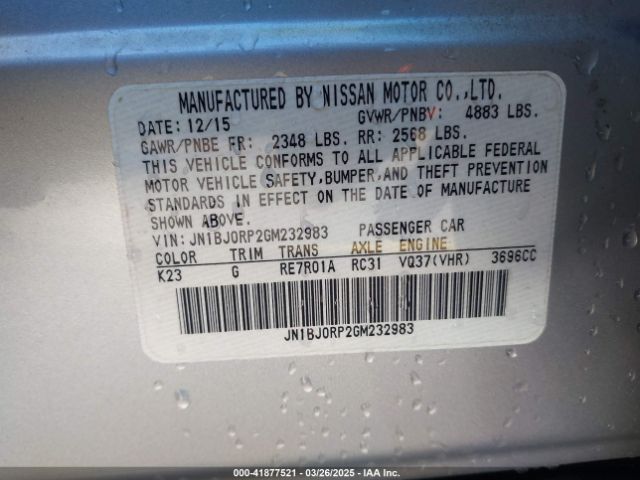 MANUFACTURED BY NISSAN MOTOR CO.,LTD.
DATE: 12/15 GVWR/PNBV: 4883 LBS.
GAWR/PNBE FR: 2348 LBS. RR: 2568 LBS.
THIS VEHICLE CONFORMS TO ALL APPLICABLE FEDERAL
MOTOR VEHICLE SAFETY,BUMPER,AND THEFT PREVENTION
STANDARDS IN EFFECT ON THE DATE OF MANUFACTURE
SHOWN ABOVE.
VIN: JN1BJ0RP2GM232983 PASSENGER CAR
COLOR TRIM TRANS AXLE ENGINE
K23 G RE7R01A RC31 VQ37(VHR) 3696CC
JN1BJ0RP2GM232983
000-41877521 - 03/26/2025 - IAA Inc.